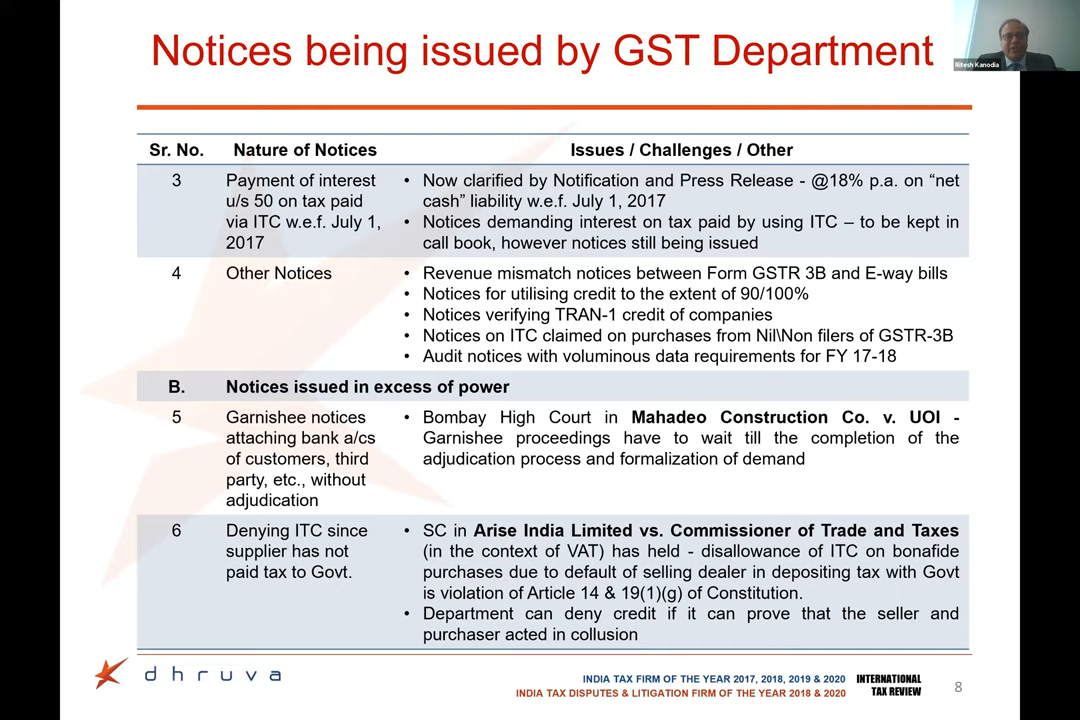 Notices being issued by GST Department
Ritesh Kanodia
Sr. No. Nature of Notices Issues / Challenges / Other
3 Payment of interest u/s 50 on tax paid via ITC w.e.f. July 1, 2017
• Now clarified by Notification and Press Release - @18% p.a. on “net
cash” liability w.e.f. July 1, 2017
• Notices demanding interest on tax paid by using ITC – to be kept in
call book, however notices still being issued
4 Other Notices
• Revenue mismatch notices between Form GSTR 3B and E-way bills
• Notices for utilising credit to the extent of 90/100%
• Notices verifying TRAN-1 credit of companies
• Notices on ITC claimed on purchases from Nil\Non filers of GSTR-3B
• Audit notices with voluminous data requirements for FY 17-18
B. Notices issued in excess of power
5 Garnishee notices
attaching bank a/cs
of customers, third
party, etc., without
adjudication
• Bombay High Court in Mahadeo Construction Co. v. UOI -
Garnishee proceedings have to wait till the completion of the
adjudication process and formalization of demand
6 Denying ITC since
supplier has not
paid tax to Govt.
• SC in Arise India Limited vs. Commissioner of Trade and Taxes
(in the context of VAT) has held - disallowance of ITC on bonafide
purchases due to default of selling dealer in depositing tax with Govt
is violation of Article 14 & 19(1)(g) of Constitution.
• Department can deny credit if it can prove that the seller and
purchaser acted in collusion
dhruva
INDIA TAX FIRM OF THE YEAR 2017, 2018, 2019 & 2020
INDIA TAX DISPUTES & LITIGATION FIRM OF THE YEAR 2018 & 2020
INTERNATIONAL
TAX REVIEW
8